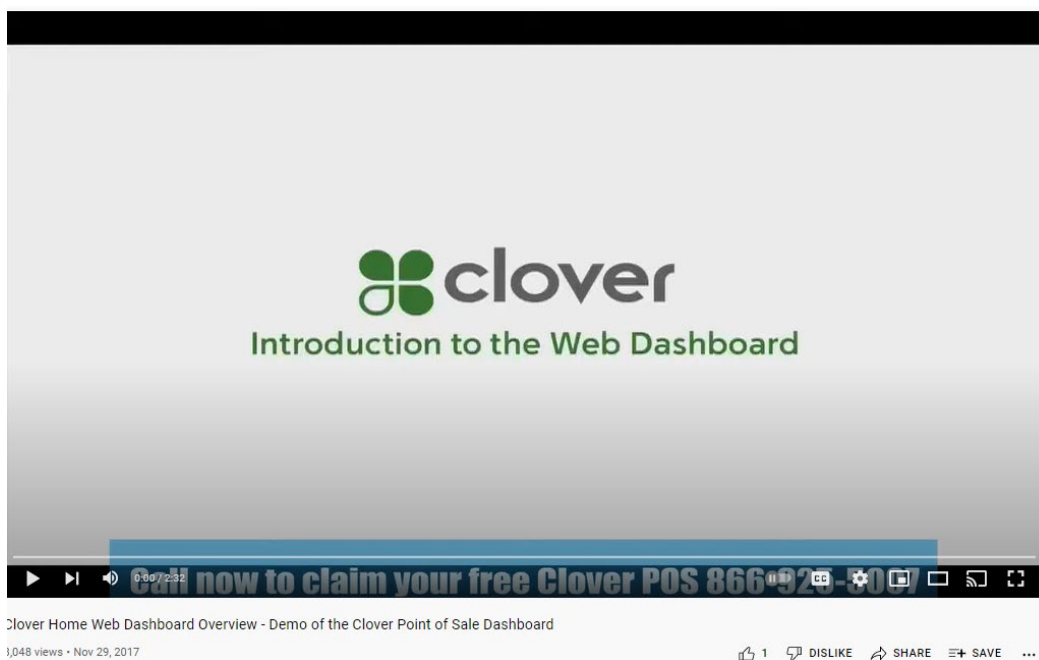 clover
Introduction to the Web Dashboard
Call now to claim your free Clover POS 866-925-
0:00 / 2:32
CC
Clover Home Web Dashboard Overview - Demo of the Clover Point of Sale Dashboard
,048 views • Nov 29, 2017
1 DISLIKE SHARE SAVE